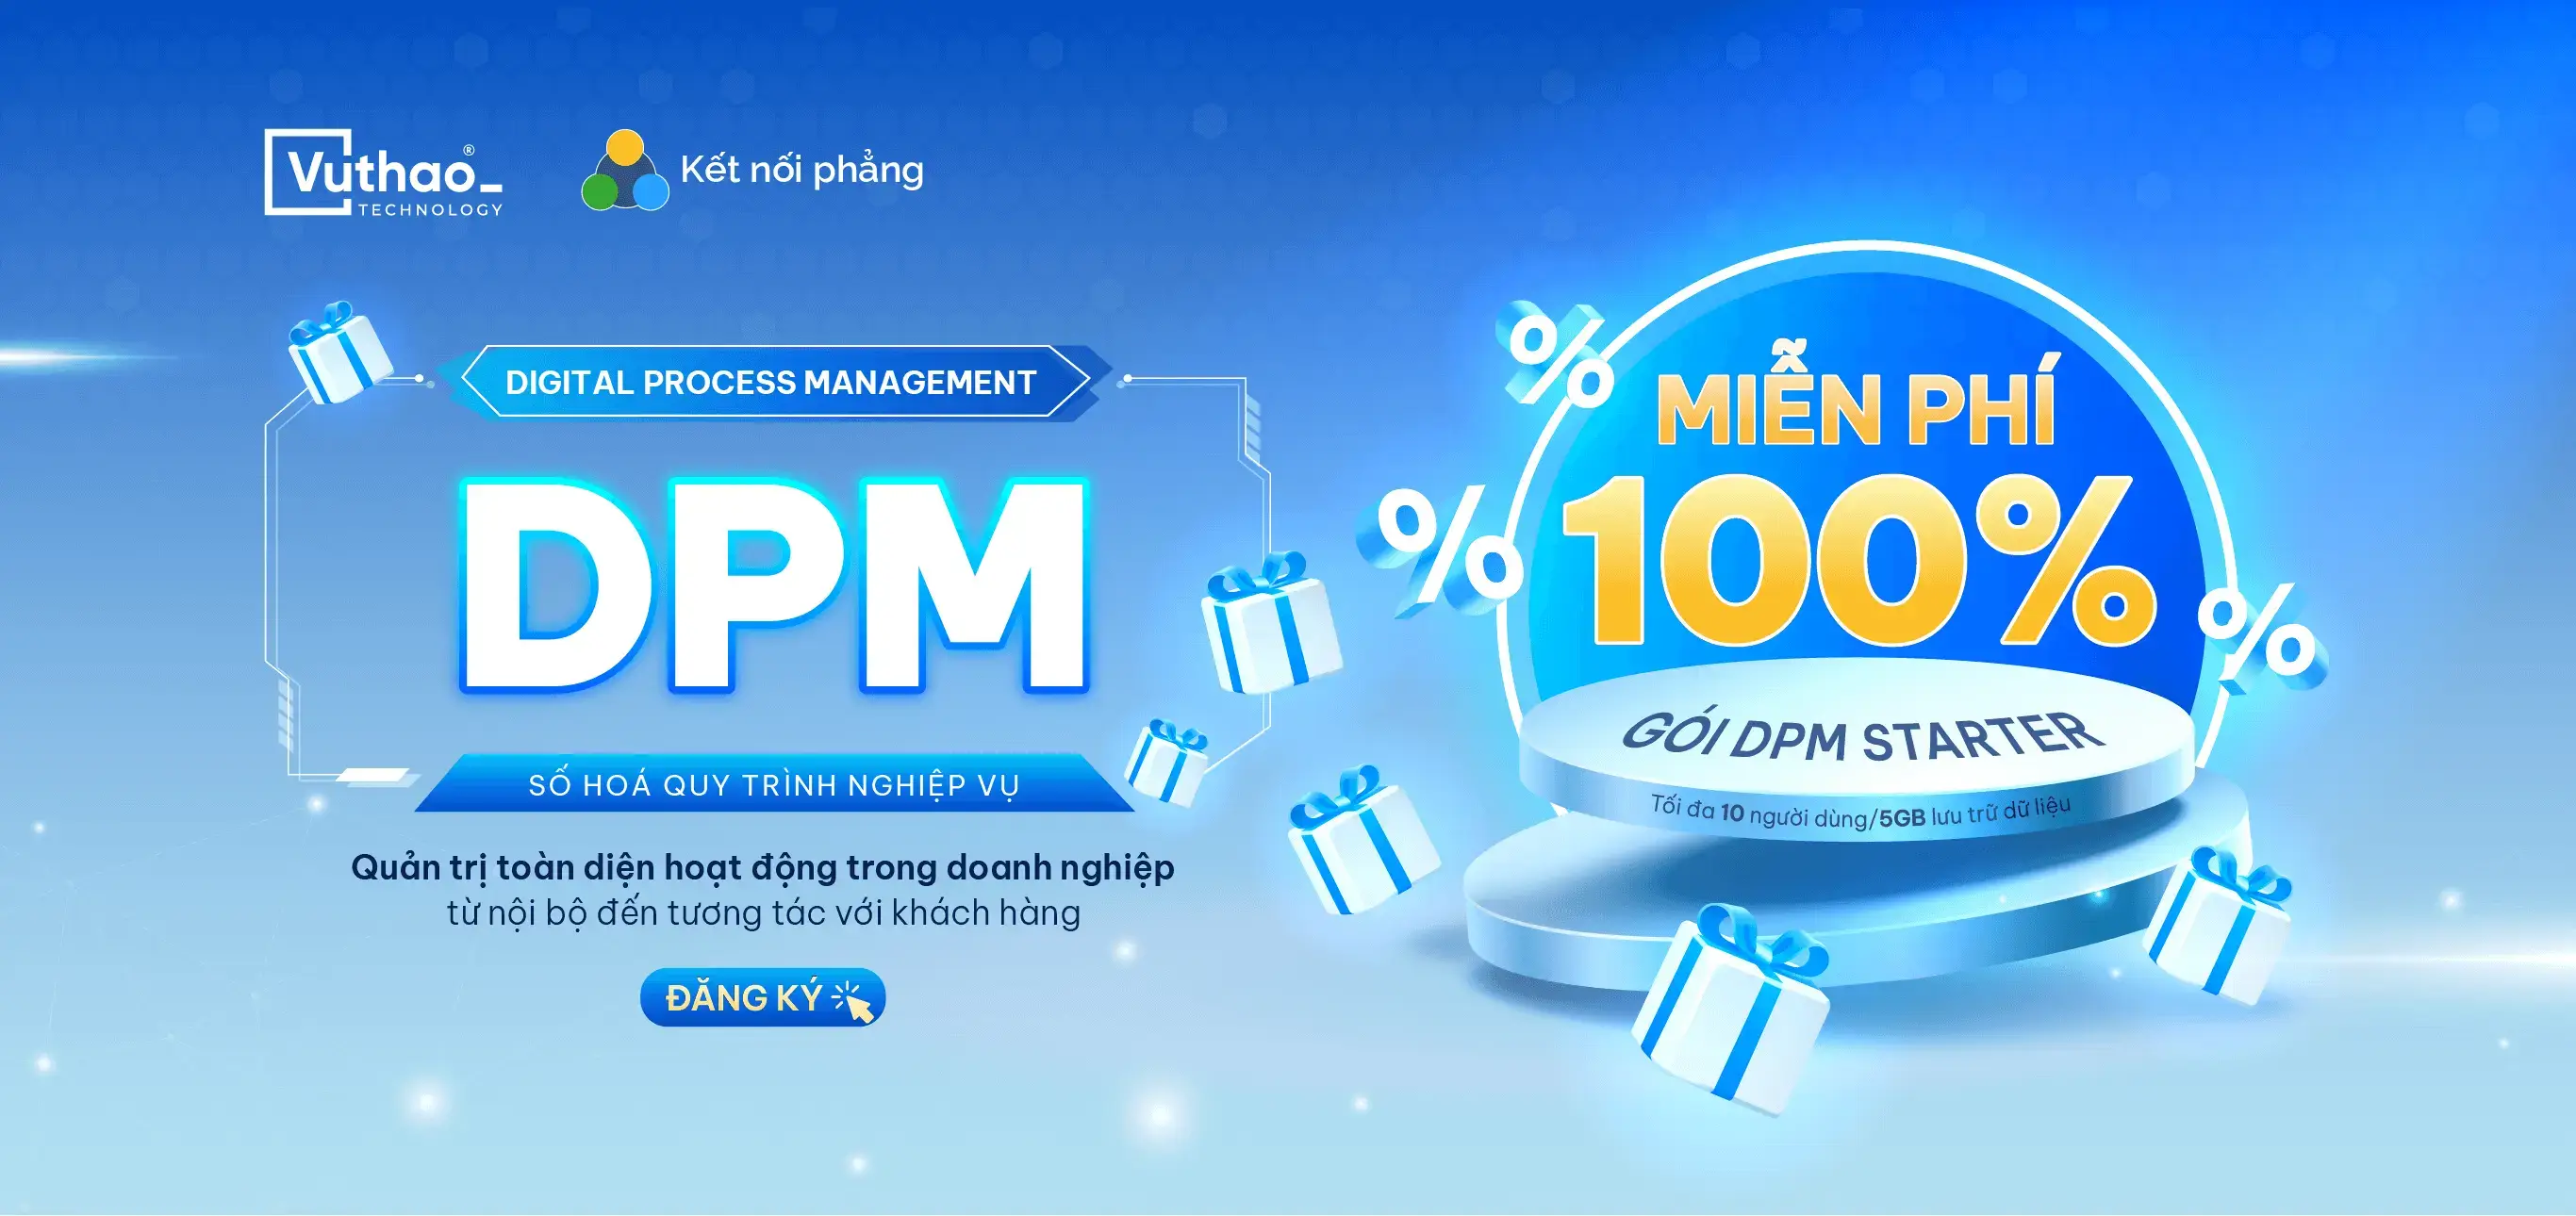 Vuthao®
TECHNOLOGY
Kết nối phẳng
DIGITAL PROCESS MANAGEMENT
DPM
SỐ HOÁ QUY TRÌNH NGHIỆP VỤ
Quản trị toàn diện hoạt động trong doanh nghiệp
từ nội bộ đến tương tác với khách hàng
ĐĂNG KÝ
%
%
%
MIỄN PHÍ
100%
GÓI DPM STARTER
Tối đa 10 người dùng/5GB lưu trữ dữ liệu